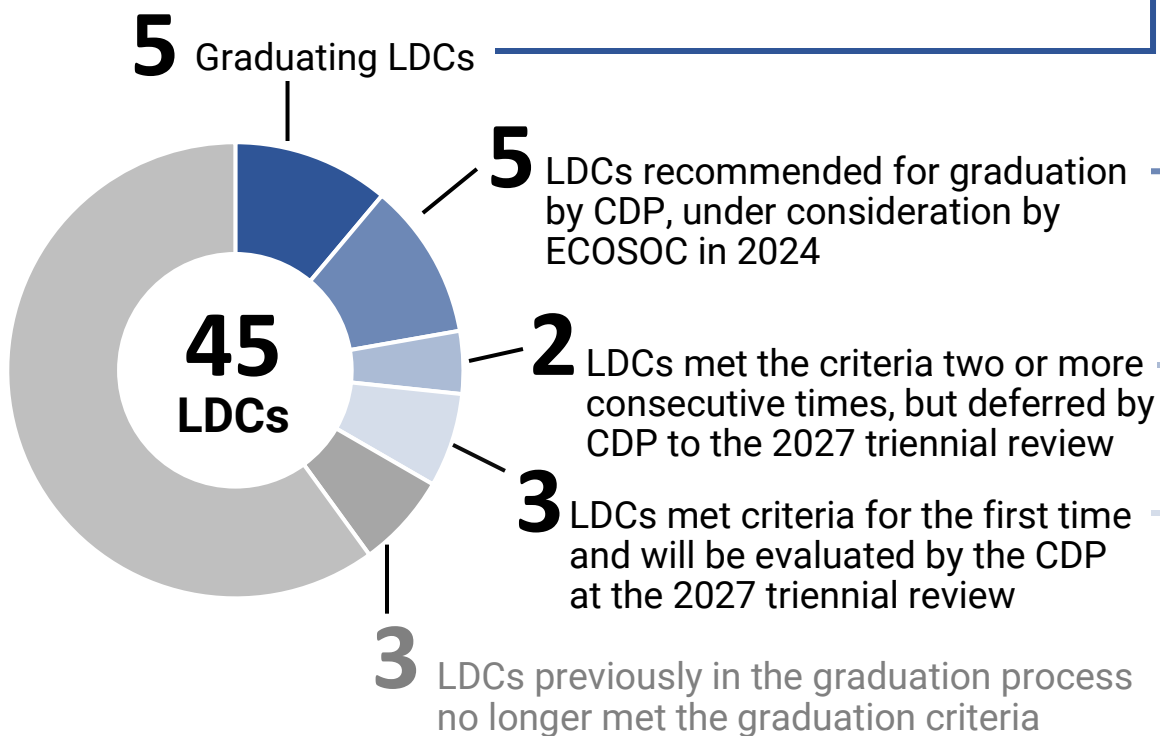 5 Graduating LDCs
5 LDCs recommended for graduation
by CDP, under consideration by
ECOSOC in 2024
45
LDCs
2 LDCs met the criteria two or more
consecutive times, but deferred by
CDP to the 2027 triennial review
3 LDCs met criteria for the first time
and will be evaluated by the CDP
at the 2027 triennial review
3 LDCs previously in the graduation process
no longer met the graduation criteria